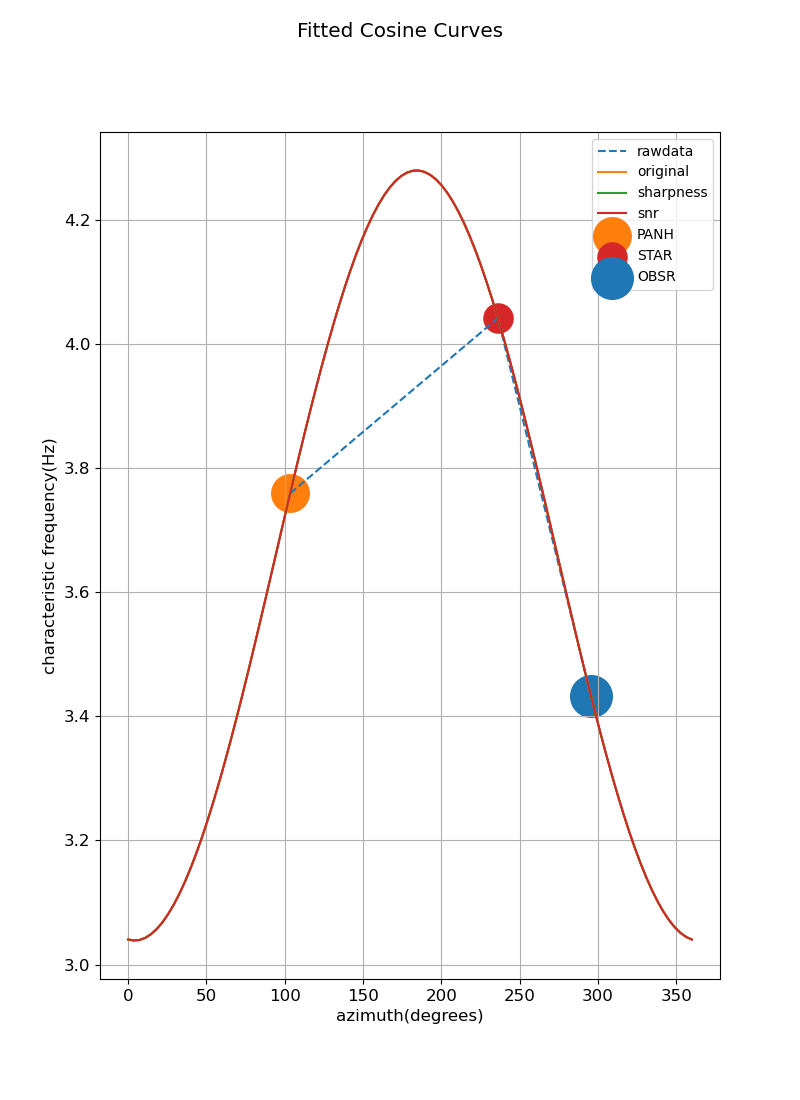 Fitted Cosine Curves
rawdata
original
sharpness
snr
PANH
STAR
OBSR
4.2
4.0
3.8
3.6
3.4
3.2
3.0
characteristic frequency(Hz)
0 50 100 150 200 250 300 350
azimuth(degrees)